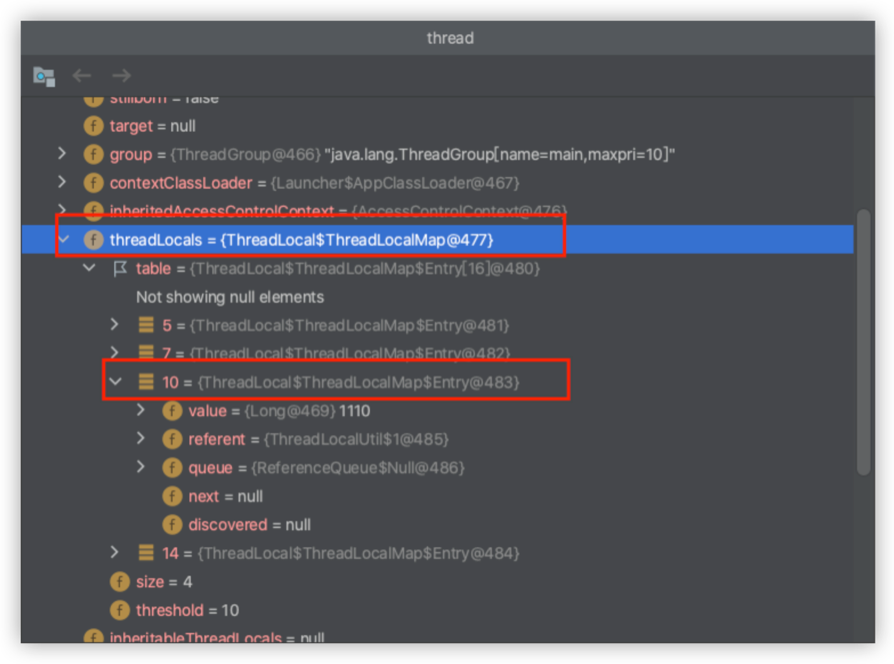 thread
stillborn = false
target = null
group = {ThreadGroup@466} "java.lang.ThreadGroup[name=main,maxpri=10]"
contextClassLoader = {Launcher$AppClassLoader@467}
inheritedAccessControlContext = {AccessControlContext@476}
threadLocals = {ThreadLocal$ThreadLocalMap@477}
table = {ThreadLocal$ThreadLocalMap$Entry[16]@480}
Not showing null elements
5 = {ThreadLocal$ThreadLocalMap$Entry@481}
7 = {ThreadLocal$ThreadLocalMap$Entry@482}
10 = {ThreadLocal$ThreadLocalMap$Entry@483}
value = {Long@469} 1110
referent = {ThreadLocalUtil$1@485}
queue = {ReferenceQueue$Null@486}
next = null
discovered = null
14 = {ThreadLocal$ThreadLocalMap$Entry@484}
size = 4
threshold = 10
inheritableThreadLocals = null